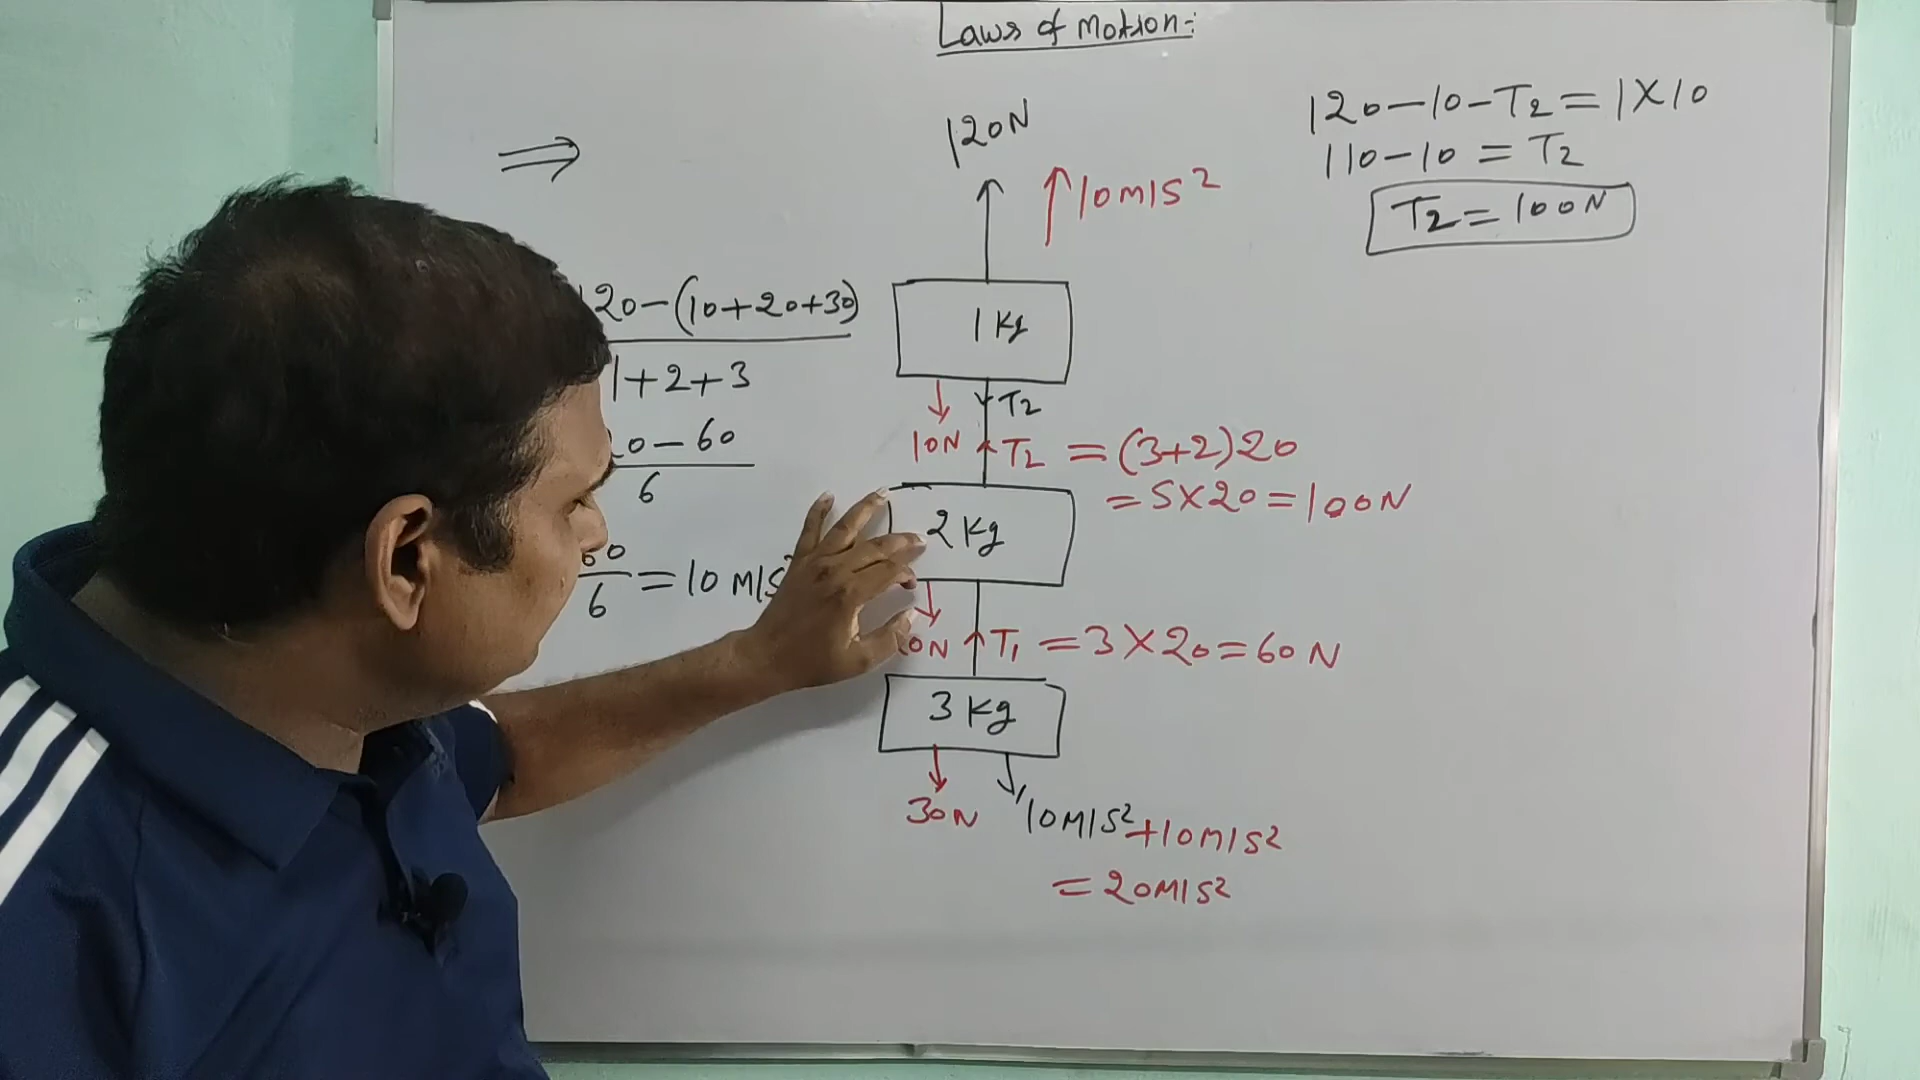 Laws of Motion:-
120-10-T2=1×10
110-10=T2
T2=100N
⇒
120N
↑10M/S²
20-(10+20+30)
1+2+3
0-60
6
60
6
=10 M/S
1 Kg
T2
10N T2 =(3+2)20
=5×20=100N
2 Kg
0N T1 =3×20=60N
3 Kg
30N 10M/S²+10M/S²
=20M/S²